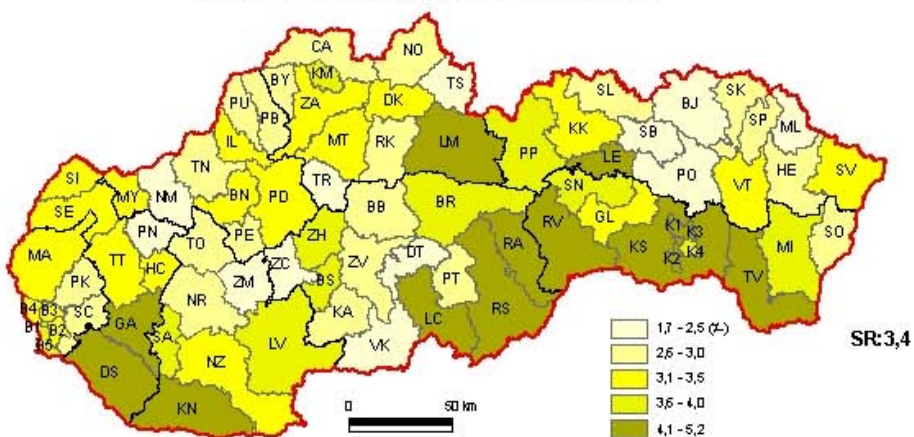 CA NO
BY KM TS
PU PB ZA DK SL SK
IL MT RK LM PP KK SB BJ SP ML
TN LE
SI MY NM BN PD TR SN PO VT HE SV
SE BB BR
PN TO PE ZH RV GL K1 K3 SO
MA TT HC ZM ZC BS ZV DT RA KS K2 K4 MI
PK NR PT TV
B4 B3 SC GA KA RS
B1 B2 SA LV LC
B5 NZ VK
DS
KN
0 50 km
1,7 - 2,5 (%)
2,6 - 3,0
3,1 - 3,5
3,6 - 4,0
4,1 - 5,2
SR:3,4